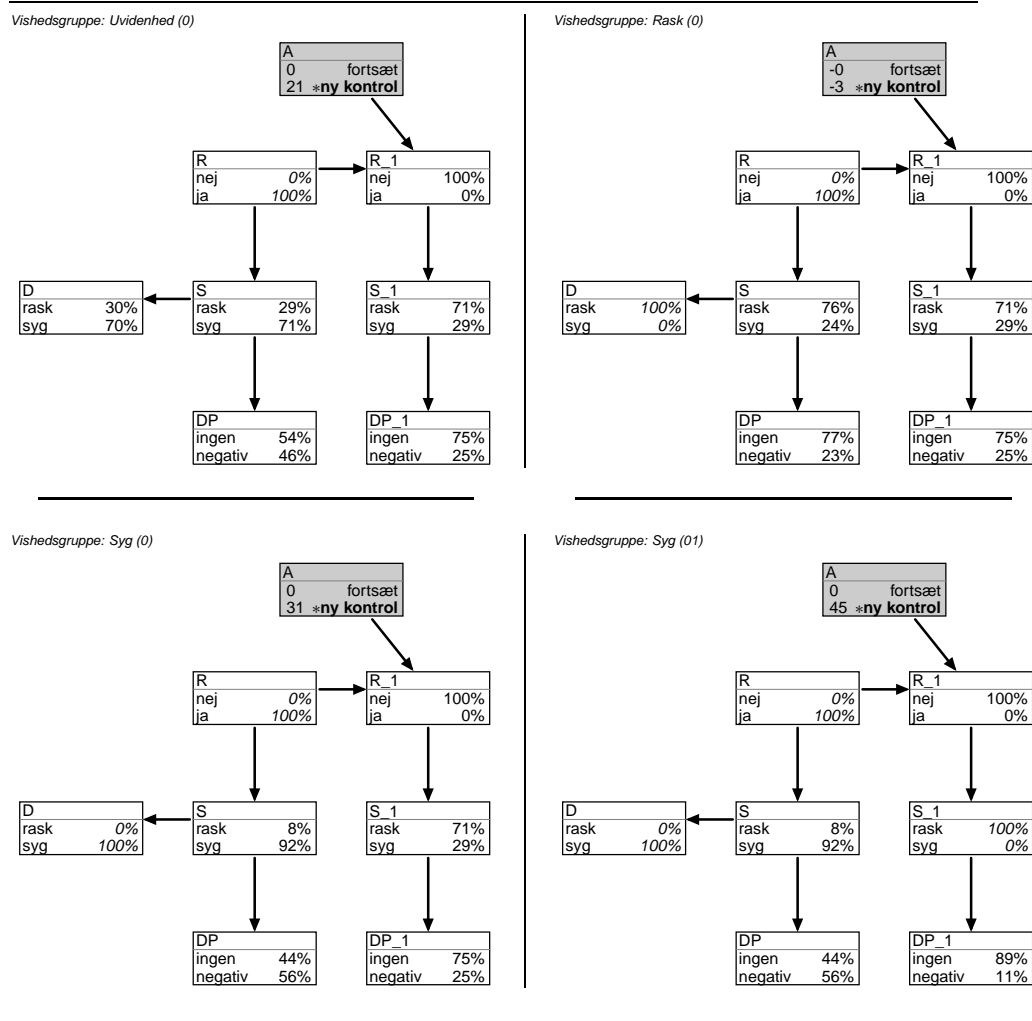 Vishedsgruppe: Uvidenhed (0)
A
0 fortsæt
21 *ny kontrol
R
nej 0%
ja 100%
R_1
nej 100%
ja 0%
D
rask 30%
syg 70%
S
rask 29%
syg 71%
S_1
rask 71%
syg 29%
DP
ingen 54%
negativ 46%
DP_1
ingen 75%
negativ 25%
Vishedsgruppe: Rask (0)
A
-0 fortsæt
-3 *ny kontrol
R
nej 0%
ja 100%
R_1
nej 100%
ja 0%
D
rask 100%
syg 0%
S
rask 76%
syg 24%
S_1
rask 71%
syg 29%
DP
ingen 77%
negativ 23%
DP_1
ingen 75%
negativ 25%
Vishedsgruppe: Syg (0)
A
0 fortsæt
31 *ny kontrol
R
nej 0%
ja 100%
R_1
nej 100%
ja 0%
D
rask 0%
syg 100%
S
rask 8%
syg 92%
S_1
rask 71%
syg 29%
DP
ingen 44%
negativ 56%
DP_1
ingen 75%
negativ 25%
Vishedsgruppe: Syg (01)
A
0 fortsæt
45 *ny kontrol
R
nej 0%
ja 100%
R_1
nej 100%
ja 0%
D
rask 0%
syg 100%
S
rask 8%
syg 92%
S_1
rask 100%
syg 0%
DP
ingen 44%
negativ 56%
DP_1
ingen 89%
negativ 11%